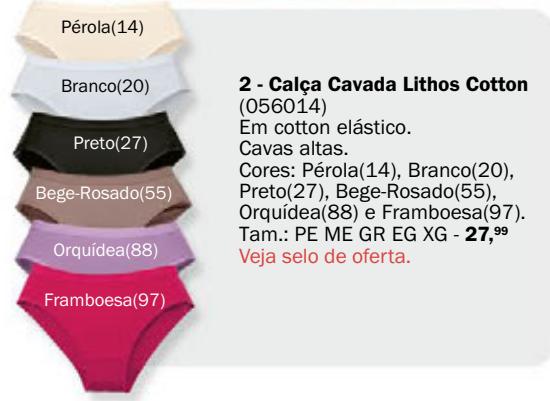 Pérola(14)
Branco(20)
Preto(27)
Bege-Rosado(55)
Orquídea(88)
Framboesa(97)
2 - Calça Cavada Lithos Cotton
(056014)
Em cotton elástico.
Cavas altas.
Cores: Pérola(14), Branco(20),
Preto(27), Bege-Rosado(55),
Orquídea(88) e Framboesa(97).
Tam.: PE ME GR EG XG - 27,99
Veja selo de oferta.